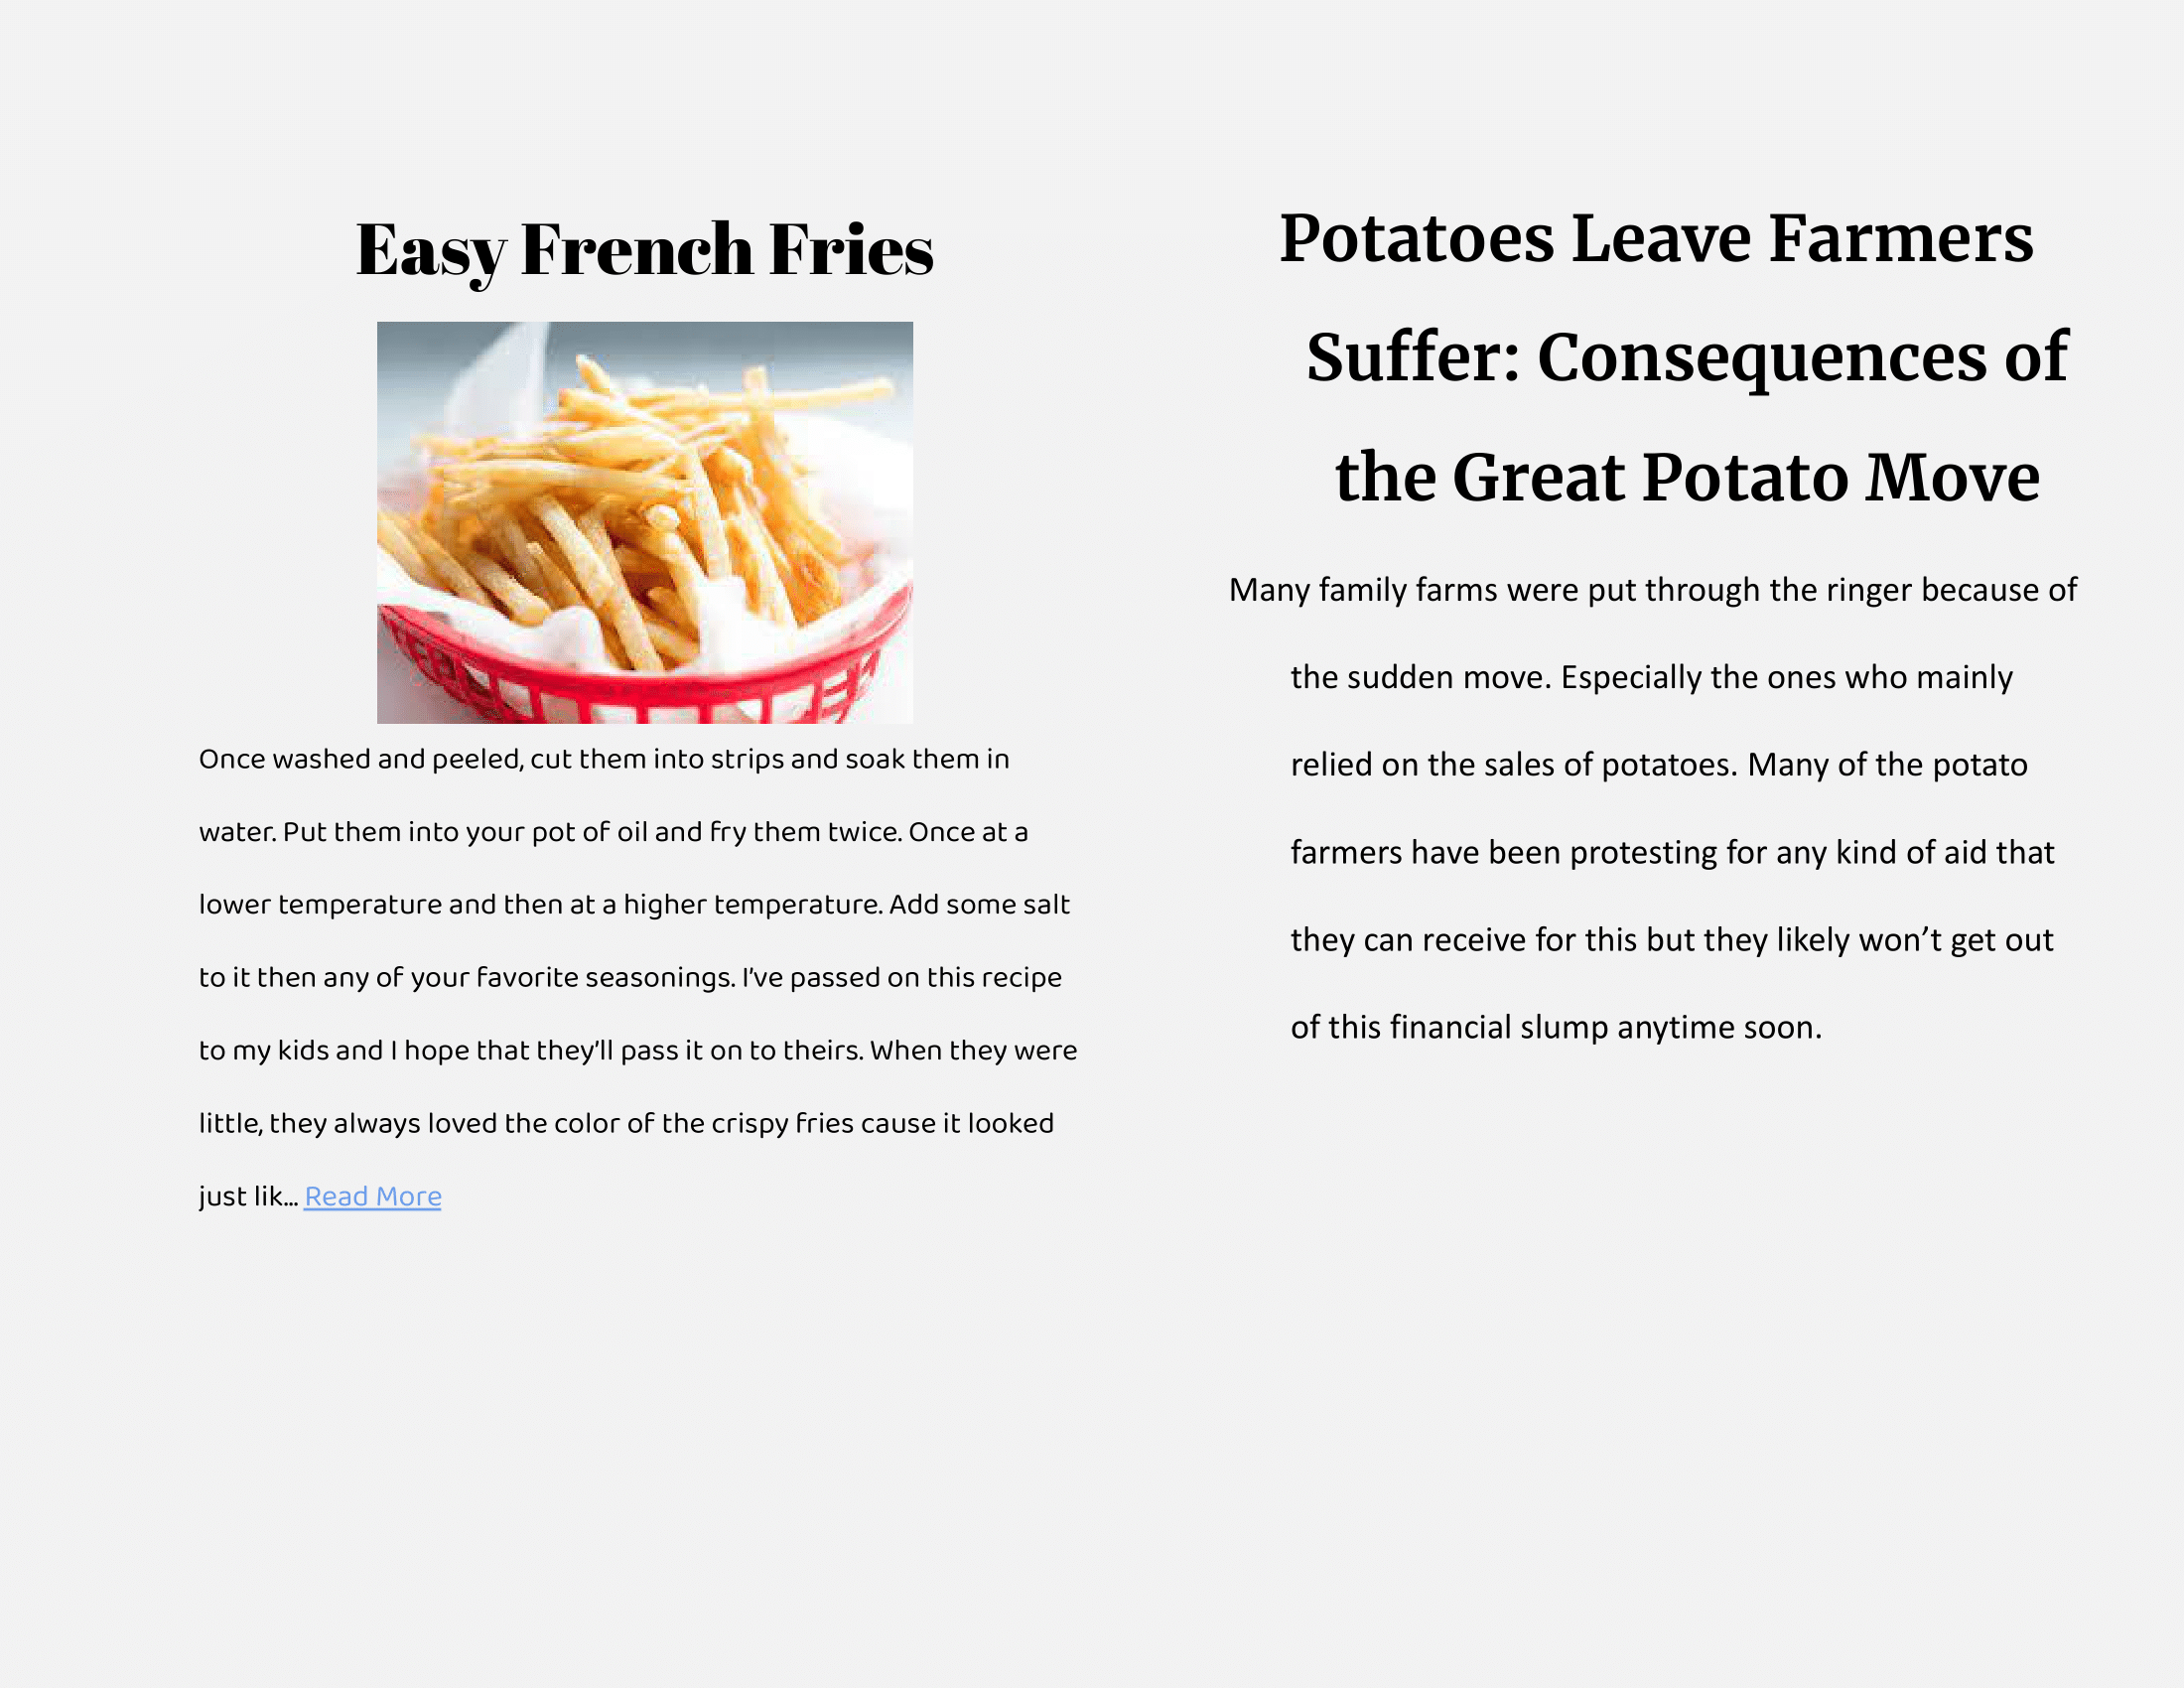 Easy French Fries
Once washed and peeled, cut them into strips and soak them in
water. Put them into your pot of oil and fry them twice. Once at a
lower temperature and then at a higher temperature. Add some salt
to it then any of your favorite seasonings. I've passed on this recipe
to my kids and I hope that they'll pass it on to theirs. When they were
little, they always loved the color of the crispy fries cause it looked
just lik... Read More
Potatoes Leave Farmers
Suffer: Consequences of
the Great Potato Move
Many family farms were put through the ringer because of
the sudden move. Especially the ones who mainly
relied on the sales of potatoes. Many of the potato
farmers have been protesting for any kind of aid that
they can receive for this but they likely won’t get out
of this financial slump anytime soon.